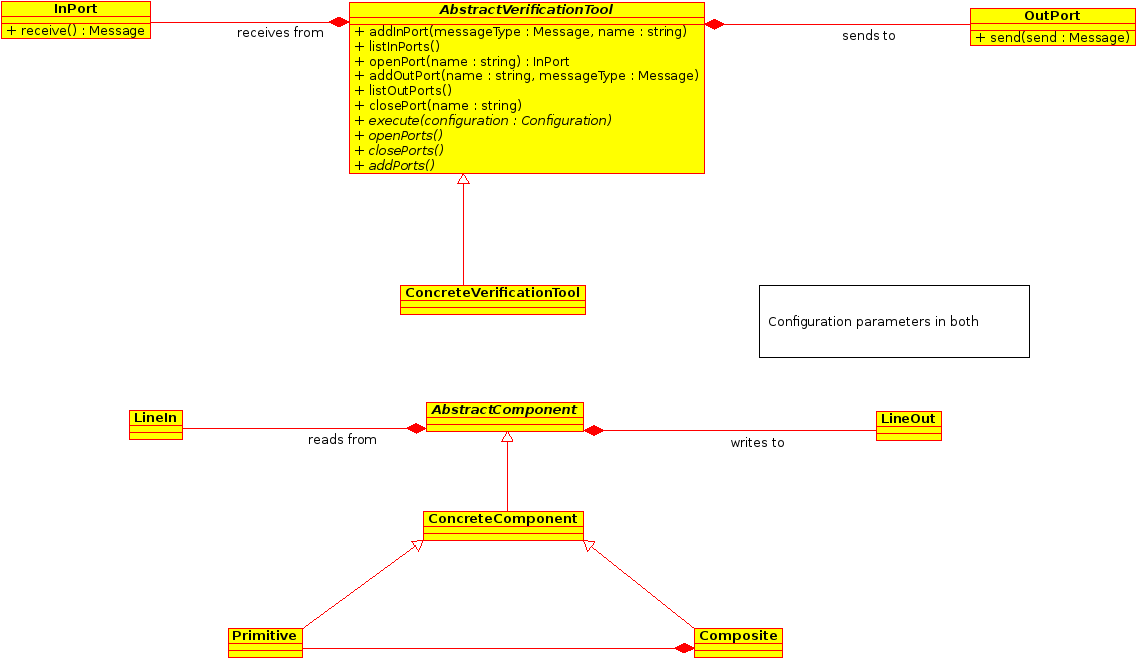 InPort
+ receive() : Message
receives from
AbstractVerificationTool
+ addInPort(messageType : Message, name : string)
+ listInPorts()
+ openPort(name : string) : InPort
+ addOutPort(name : string, messageType : Message)
+ listOutPorts()
+ closePort(name : string)
+ execute(configuration : Configuration)
+ openPorts()
+ closePorts()
+ addPorts()
sends to
OutPort
+ send(send : Message)
ConcreteVerificationTool
Configuration parameters in both
LineIn
reads from
AbstractComponent
writes to
LineOut
ConcreteComponent
Primitive
Composite